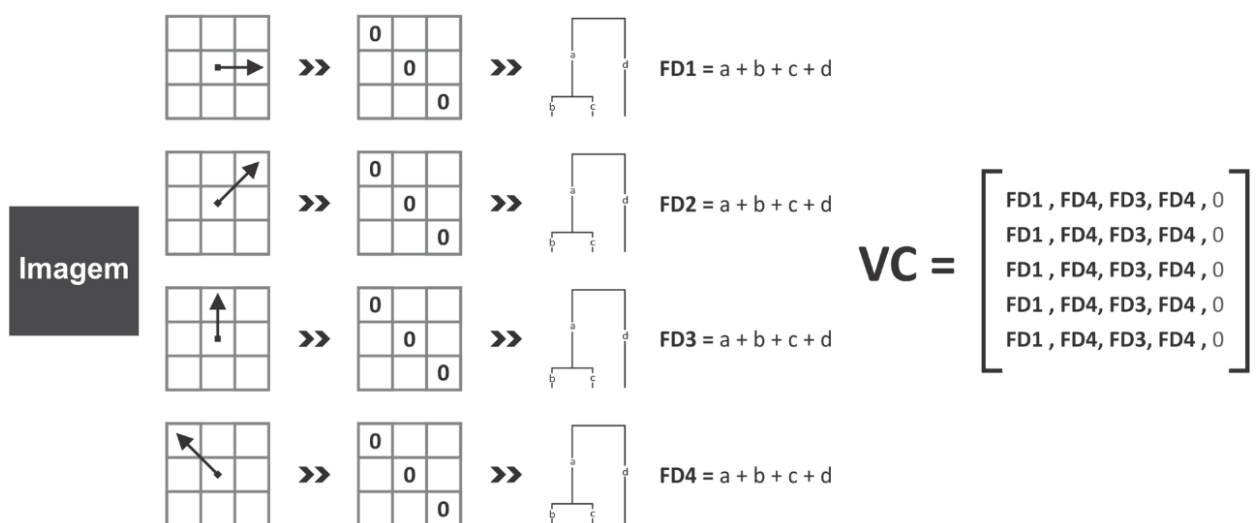 Imagem
0
0
0
a
d
b
c
FD1 = a + b + c + d
0
0
0
a
d
b
c
FD2 = a + b + c + d
0
0
0
a
d
b
c
FD3 = a + b + c + d
0
0
0
a
d
b
c
FD4 = a + b + c + d
VC =
FD1 , FD4, FD3, FD4 , 0
FD1 , FD4, FD3, FD4 , 0
FD1 , FD4, FD3, FD4 , 0
FD1 , FD4, FD3, FD4 , 0
FD1 , FD4, FD3, FD4 , 0